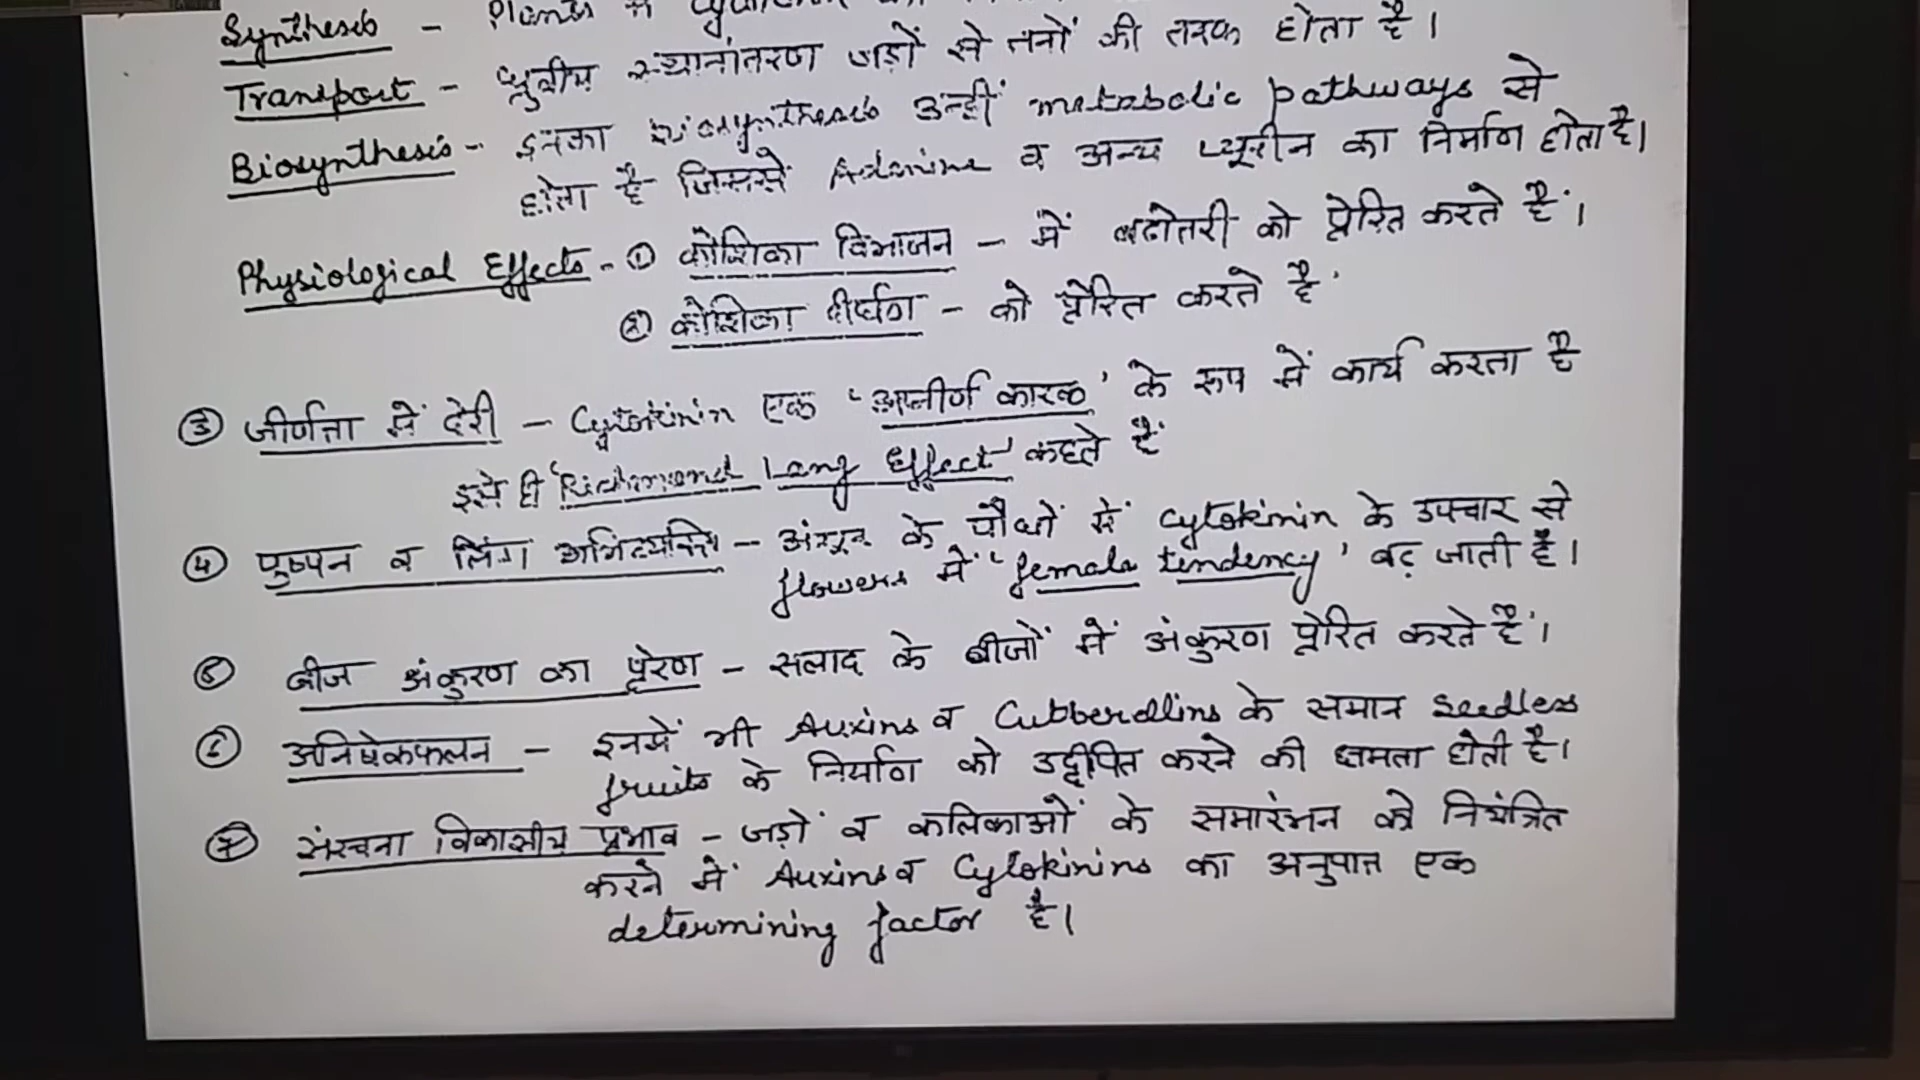 Synthesis - Plants में
Transport - ध्रुवीय स्थानांतरण जड़ों से तनों की तरफ होता है।
Biosynthesis - इनका Biosynthesis उन्हीं metabolic pathways से
होता है जिससे Adenine व अन्य प्यूरीन का निर्माण होता है।
Physiological Effects - ① कोशिका विभाजन - में बढोतरी को प्रेरित करते हैं।
② कोशिका दीर्घण - को प्रेरित करते हैं
③ जीर्णता में देरी - Cytokinin एक 'अजीर्ण कारक' के रूप में कार्य करता है
इसे ही 'Richmond Lang Effect' कहते हैं
④ पुष्पन व लिंग अभिव्यक्ति - अंगूर के पौधों में Cytokinin के उपचार से
flowers में 'female tendency' बढ़ जाती है।
⑤ बीज अंकुरण का प्रेरण - सलाद के बीजों में अंकुरण प्रेरित करते हैं।
⑥ अनिषेकफलन - इनमें भी Auxins व Gibberellins के समान Seedless
fruits के निर्माण को उद्दीपित करने की क्षमता होती है।
⑦ संरचना विकासीय प्रभाव - जड़ों व कलिकाओं के समारंभन को नियंत्रित
करने में Auxins व Cytokinins का अनुपात एक
determining factor है।